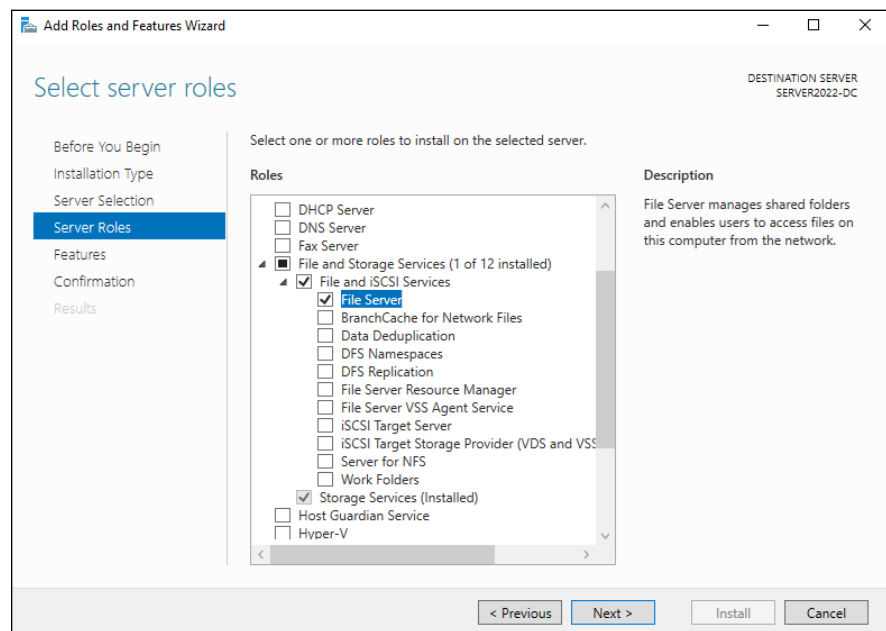 Add Roles and Features Wizard
Select server roles
DESTINATION SERVER
SERVER2022-DC
Before You Begin
Installation Type
Server Selection
Server Roles
Features
Confirmation
Results
Select one or more roles to install on the selected server.
Roles
DHCP Server
DNS Server
Fax Server
File and Storage Services (1 of 12 installed)
File and iSCSI Services
File Server
BranchCache for Network Files
Data Deduplication
DFS Namespaces
DFS Replication
File Server Resource Manager
File Server VSS Agent Service
iSCSI Target Server
iSCSI Target Storage Provider (VDS and VSS
Server for NFS
Work Folders
Storage Services (Installed)
Host Guardian Service
Hyper-V
Description
File Server manages shared folders
and enables users to access files on
this computer from the network.
< Previous
Next >
Install
Cancel